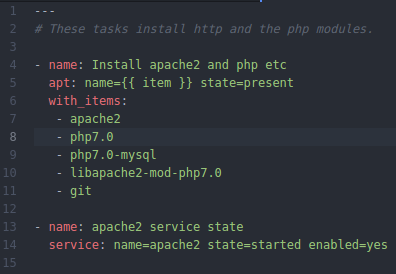 1 ---
2 # These tasks install http and the php modules.
3
4 - name: Install apache2 and php etc
5   apt: name={{ item }} state=present
6   with_items:
7    - apache2
8    - php7.0
9    - php7.0-mysql
10    - libapache2-mod-php7.0
11    - git
12
13 - name: apache2 service state
14   service: name=apache2 state=started enabled=yes
15